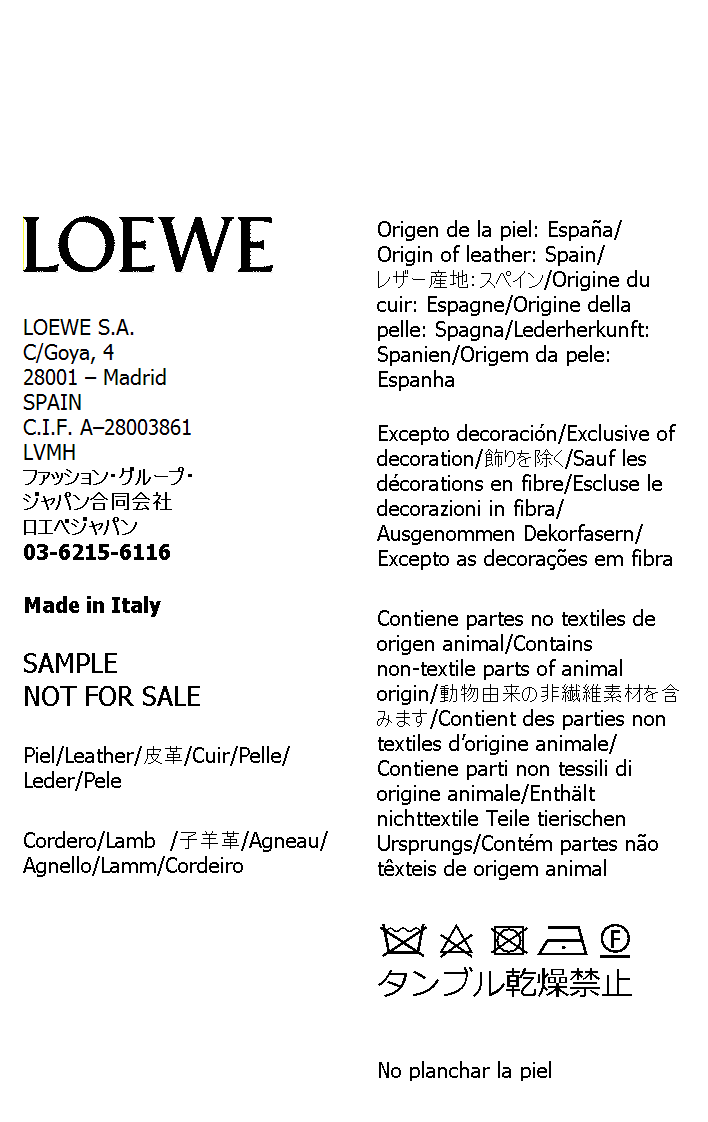 LOEWE
LOEWE S.A.
C/Goya, 4
28001 – Madrid
SPAIN
C.I.F. A–28003861
LVMH
ファッション・グループ・
ジャパン合同会社
ロエベジャパン
03-6215-6116
Made in Italy
SAMPLE
NOT FOR SALE
Piel/Leather/皮革/Cuir/Pelle/
Leder/Pele
Cordero/Lamb /子羊革/Agneau/
Agnello/Lamm/Cordeiro
Origen de la piel: España/
Origin of leather: Spain/
レザー産地：スペイン/Origine du
cuir: Espagne/Origine della
pelle: Spagna/Lederherkunft:
Spanien/Origem da pele:
Espanha
Excepto decoración/Exclusive of
decoration/飾りを除く/Sauf les
décorations en fibre/Escluse le
decorazioni in fibra/
Ausgenommen Dekorfasern/
Excepto as decorações em fibra
Contiene partes no textiles de
origen animal/Contains
non-textile parts of animal
origin/動物由来の非繊維素材を含
みます/Contient des parties non
textiles d’origine animale/
Contiene parti non tessili di
origine animale/Enthält
nichttextile Teile tierischen
Ursprungs/Contém partes não
têxteis de origem animal
F
タンブル乾燥禁止
No planchar la piel